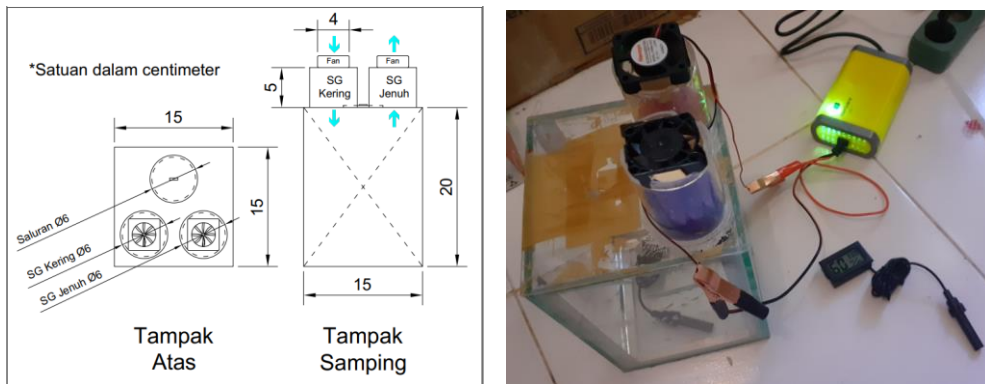 *Satuan dalam centimeter
4
Fan
Fan
SG
Kering
SG
Jenuh
5
15
15
20
15
Saluran Ø6
SG Kering Ø6
SG Jenuh Ø6
Tampak
Atas
Tampak
Samping